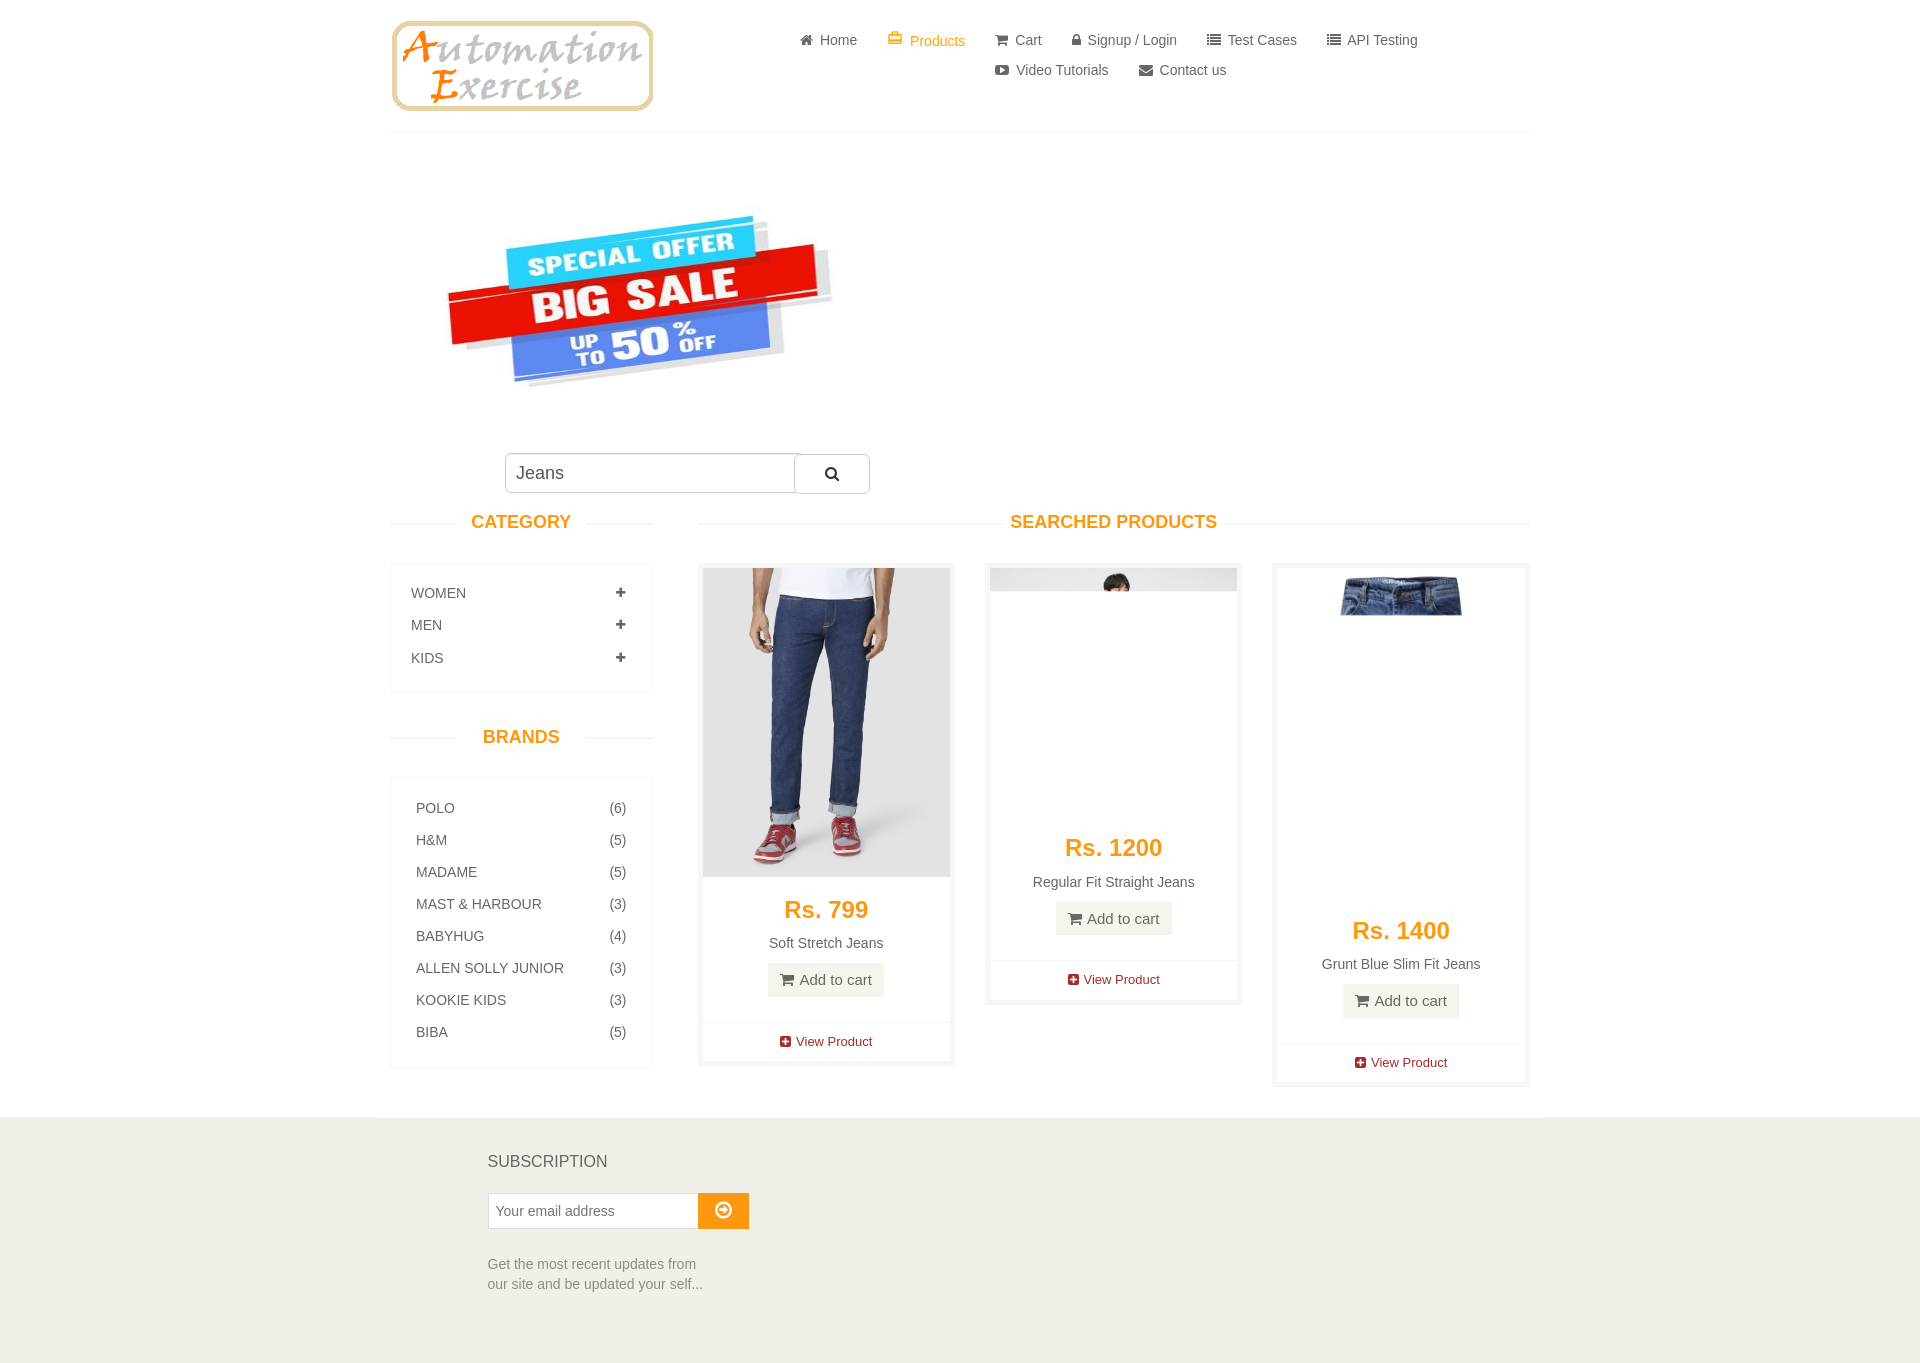 Automation
Exercise
Home
Products
Cart
Signup / Login
Test Cases
API Testing
Video Tutorials
Contact us
SPECIAL OFFER
BIG SALE
UP TO 50% OFF
Jeans
CATEGORY
WOMEN
MEN
KIDS
BRANDS
POLO (6)
H&M (5)
MADAME (5)
MAST & HARBOUR (3)
BABYHUG (4)
ALLEN SOLLY JUNIOR (3)
KOOKIE KIDS (3)
BIBA (5)
SEARCHED PRODUCTS
Rs. 799
Soft Stretch Jeans
Add to cart
View Product
Rs. 1200
Regular Fit Straight Jeans
Add to cart
View Product
Rs. 1400
Grunt Blue Slim Fit Jeans
Add to cart
View Product
SUBSCRIPTION
Your email address
Get the most recent updates from
our site and be updated your self...